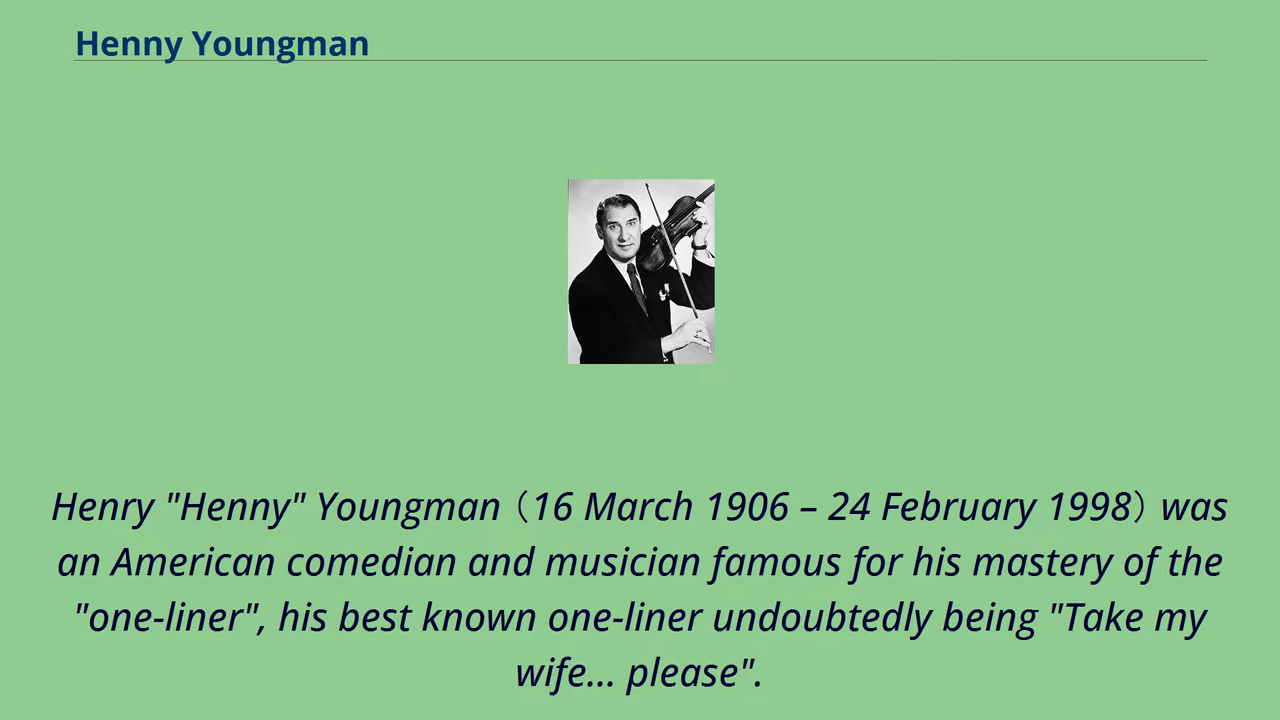 Henny Youngman
Henry "Henny" Youngman（16 March 1906 – 24 February 1998）was
an American comedian and musician famous for his mastery of the
"one-liner", his best known one-liner undoubtedly being "Take my
wife... please".